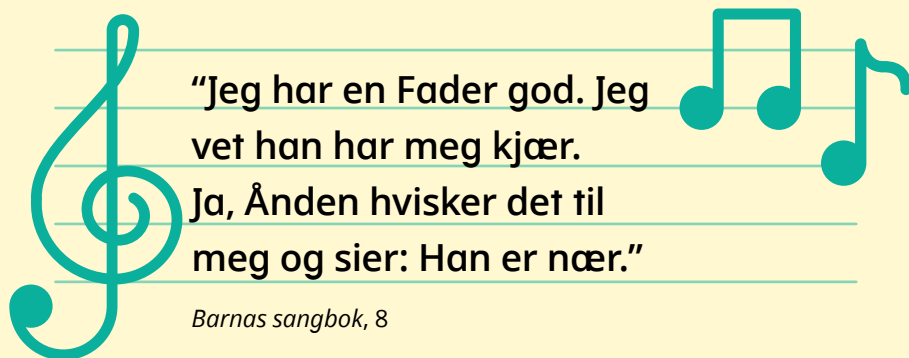 “Jeg har en Fader god. Jeg
vet han har meg kjær.
Ja, Ånden hvisker det til
meg og sier: Han er nær.”
Barnas sangbok, 8